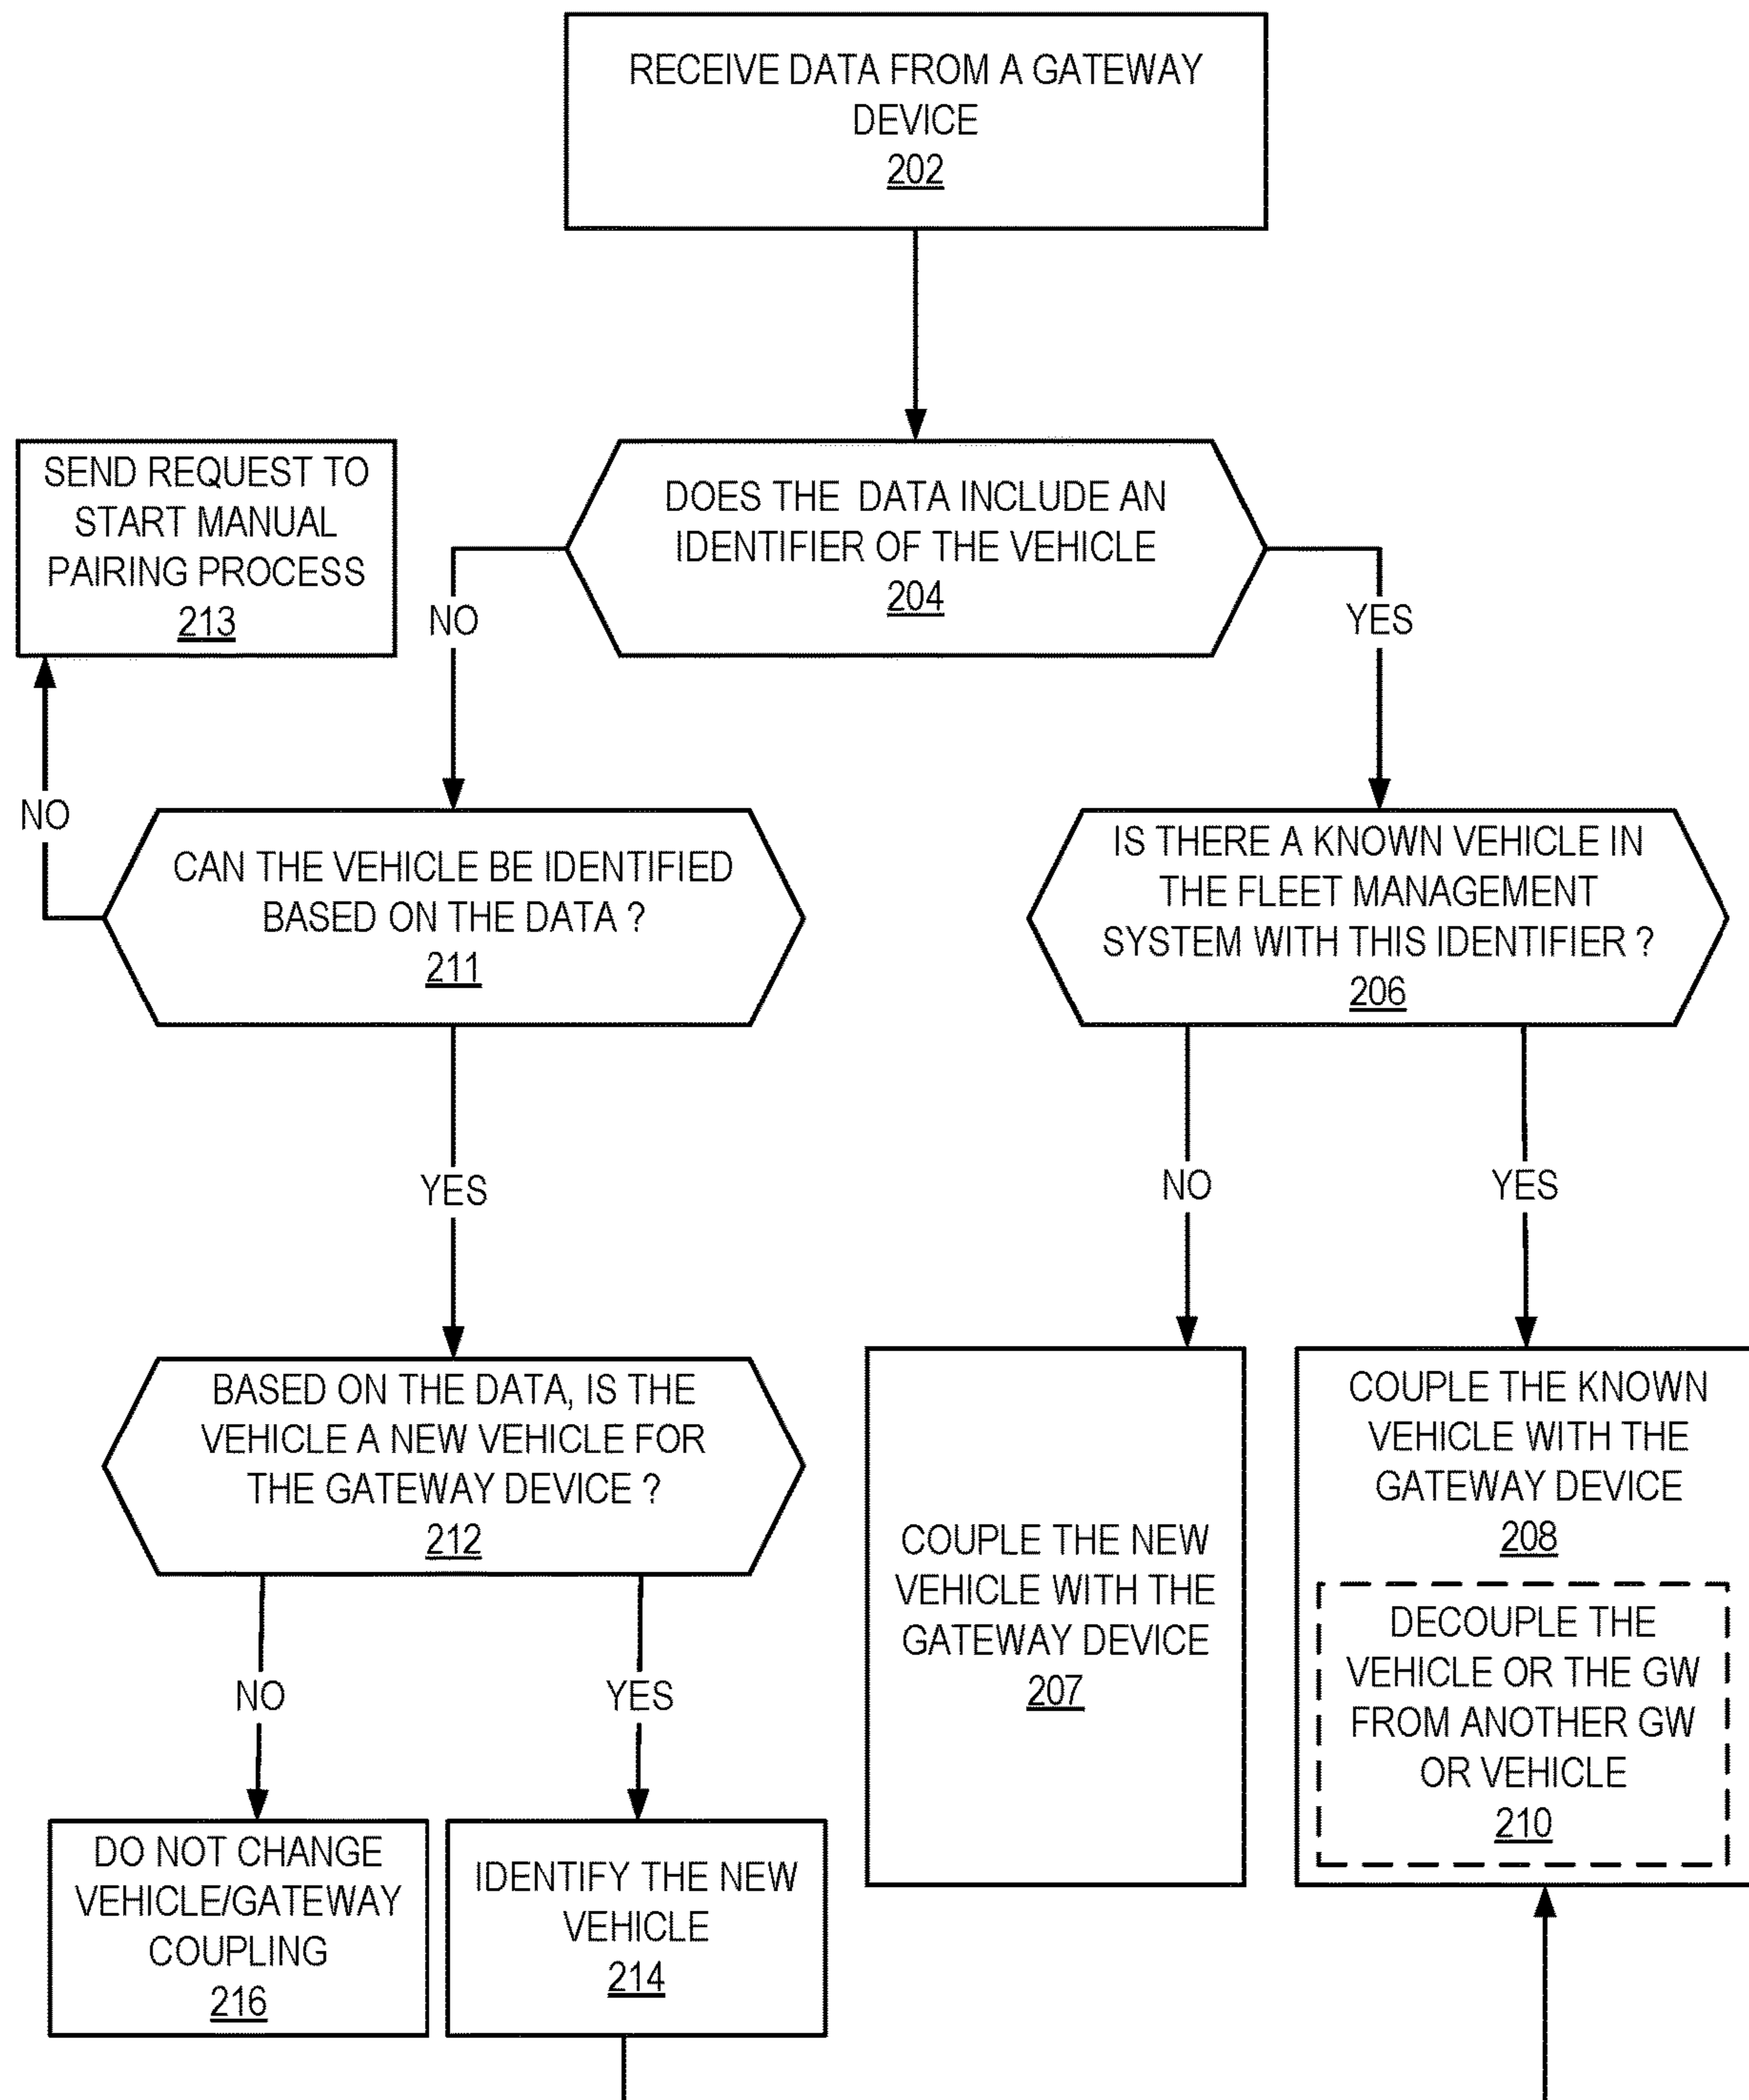 RECEIVE DATA FROM A GATEWAY
DEVICE
202
DOES THE DATA INCLUDE AN
IDENTIFIER OF THE VEHICLE
204
NO
YES
SEND REQUEST TO
START MANUAL
PAIRING PROCESS
213
NO
CAN THE VEHICLE BE IDENTIFIED
BASED ON THE DATA ?
211
IS THERE A KNOWN VEHICLE IN
THE FLEET MANAGEMENT
SYSTEM WITH THIS IDENTIFIER ?
206
YES
NO
YES
BASED ON THE DATA, IS THE
VEHICLE A NEW VEHICLE FOR
THE GATEWAY DEVICE ?
212
NO
YES
COUPLE THE NEW
VEHICLE WITH THE
GATEWAY DEVICE
207
COUPLE THE KNOWN
VEHICLE WITH THE
GATEWAY DEVICE
208
DECOUPLE THE
VEHICLE OR THE GW
FROM ANOTHER GW
OR VEHICLE
210
DO NOT CHANGE
VEHICLE/GATEWAY
COUPLING
216
IDENTIFY THE NEW
VEHICLE
214